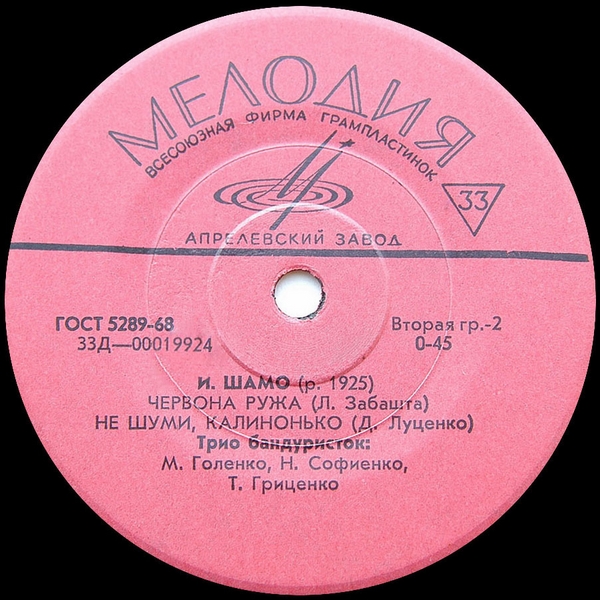 МЕЛОДИЯ
ВСЕСОЮЗНАЯ ФИРМА ГРАМПЛАСТИНОК
33
АПРЕЛЕВСКИЙ ЗАВОД
ГОСТ 5289-68
Вторая гр.-2
33Д—00019924
0-45
И. ШАМО (р. 1925)
ЧЕРВОНА РУЖА (Л. Забашта)
НЕ ШУМИ, КАЛИНОНЬКО (Д. Луценко)
Трио бандуристок:
М. Голенко, Н. Софиенко,
Т. Гриценко